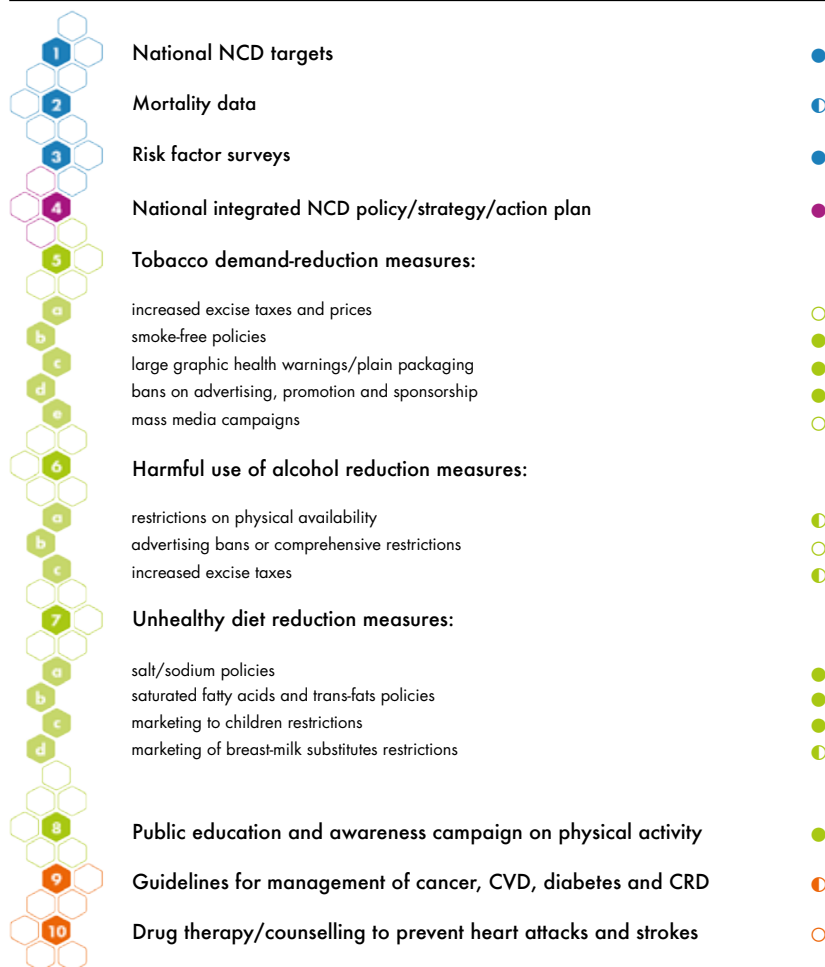 1 National NCD targets ●
2 Mortality data ◐
3 Risk factor surveys ●
4 National integrated NCD policy/strategy/action plan ●
5 Tobacco demand-reduction measures:
a increased excise taxes and prices ○
b smoke-free policies ●
c large graphic health warnings/plain packaging ●
d bans on advertising, promotion and sponsorship ●
e mass media campaigns ○
6 Harmful use of alcohol reduction measures:
a restrictions on physical availability ◐
b advertising bans or comprehensive restrictions ○
c increased excise taxes ◐
7 Unhealthy diet reduction measures:
a salt/sodium policies ●
b saturated fatty acids and trans-fats policies ●
c marketing to children restrictions ●
d marketing of breast-milk substitutes restrictions ◐
8 Public education and awareness campaign on physical activity ●
9 Guidelines for management of cancer, CVD, diabetes and CRD ◐
10 Drug therapy/counselling to prevent heart attacks and strokes ○